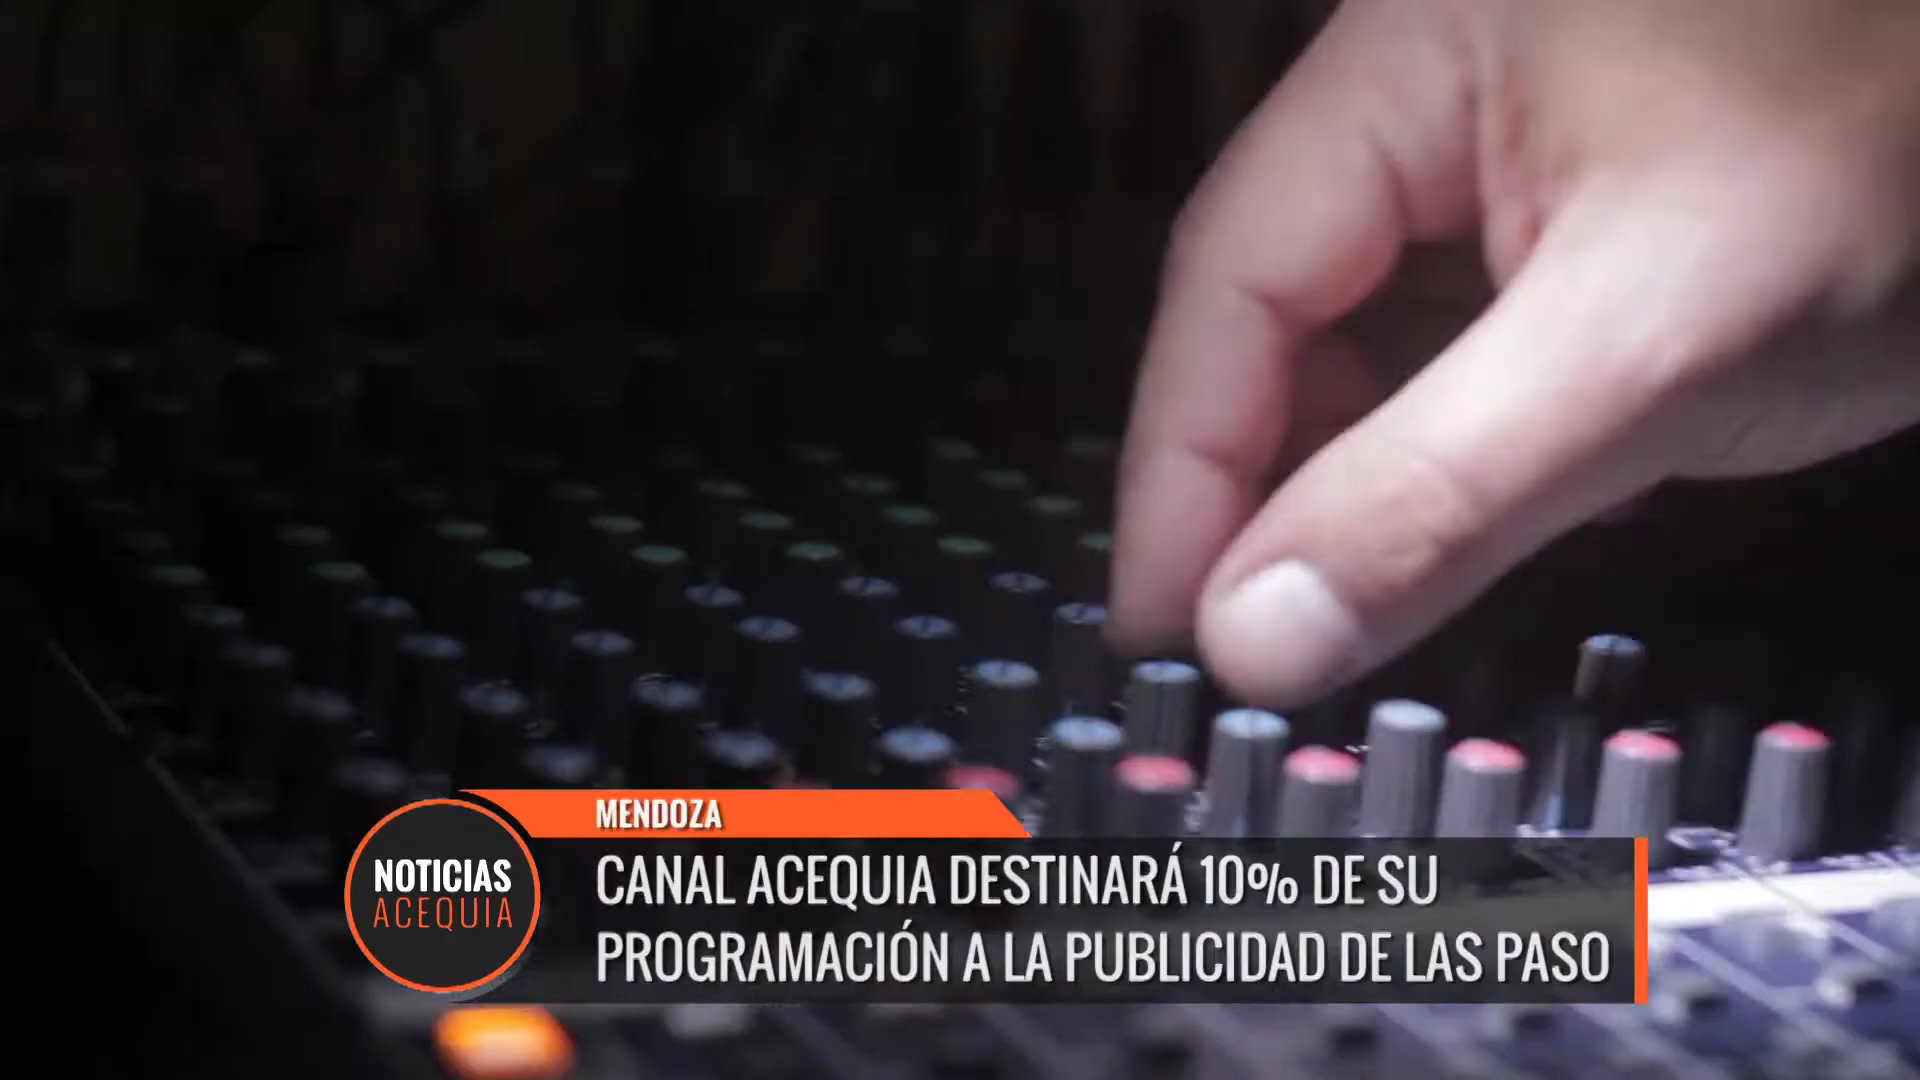 MENDOZA
NOTICIAS
ACEQUIA
CANAL ACEQUIA DESTINARÁ 10% DE SU
PROGRAMACIÓN A LA PUBLICIDAD DE LAS PASO